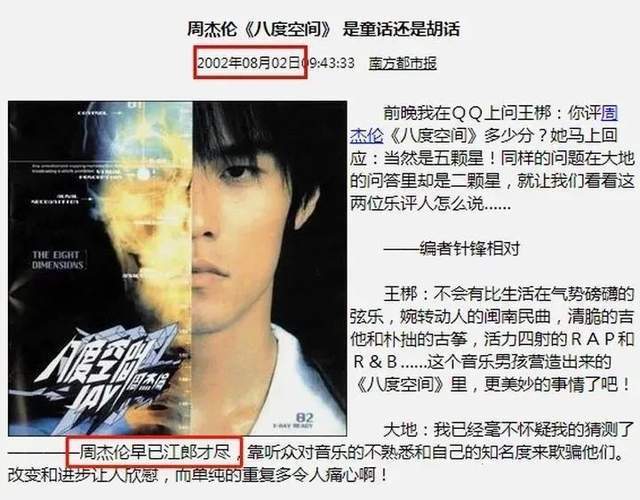 周杰伦《八度空间》 是童话还是胡话
2002年08月02日09:43:33 南方都市报
前晚我在ＱＱ上问王梆：你评周
杰伦《八度空间》多少分？她马上回
应：当然是五颗星！同样的问题在大地
的问答里却是二颗星，就让我们看看这
两位乐评人怎么说……
——编者针锋相对
王梆：不会有比生活在气势磅礴的
弦乐，婉转动人的闽南民曲，清脆的吉
他和朴拙的古筝，活力四射的ＲＡＰ和
Ｒ＆Ｂ……这个音乐男孩营造出来的
《八度空间》里，更美妙的事情了吧！
大地：我已经毫不怀疑我的猜测了
————周杰伦早已江郎才尽，靠听众对音乐的不熟悉和自己的知名度来欺骗他们。
改变和进步让人欣慰，而单纯的重复多令人痛心啊！
CONTROL
THE EIGHT
DIMENSIONS
八度空间
周杰伦
JAY
02
X-RAY READY